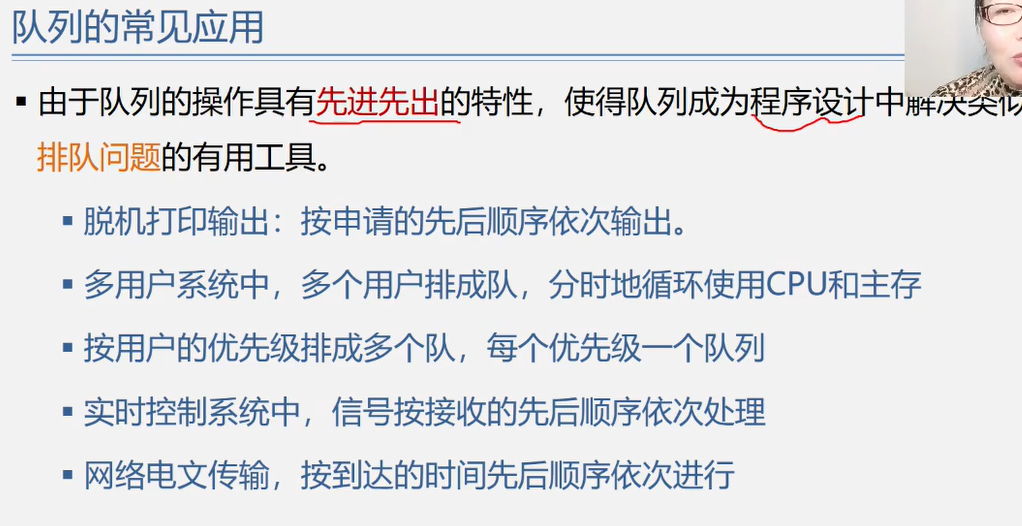 队列的常见应用
▪ 由于队列的操作具有先进先出的特性，使得队列成为程序设计中解决类似
排队问题的有用工具。
▪ 脱机打印输出：按申请的先后顺序依次输出。
▪ 多用户系统中，多个用户排成队，分时地循环使用CPU和主存
▪ 按用户的优先级排成多个队，每个优先级一个队列
▪ 实时控制系统中，信号按接收的先后顺序依次处理
▪ 网络电文传输，按到达的时间先后顺序依次进行